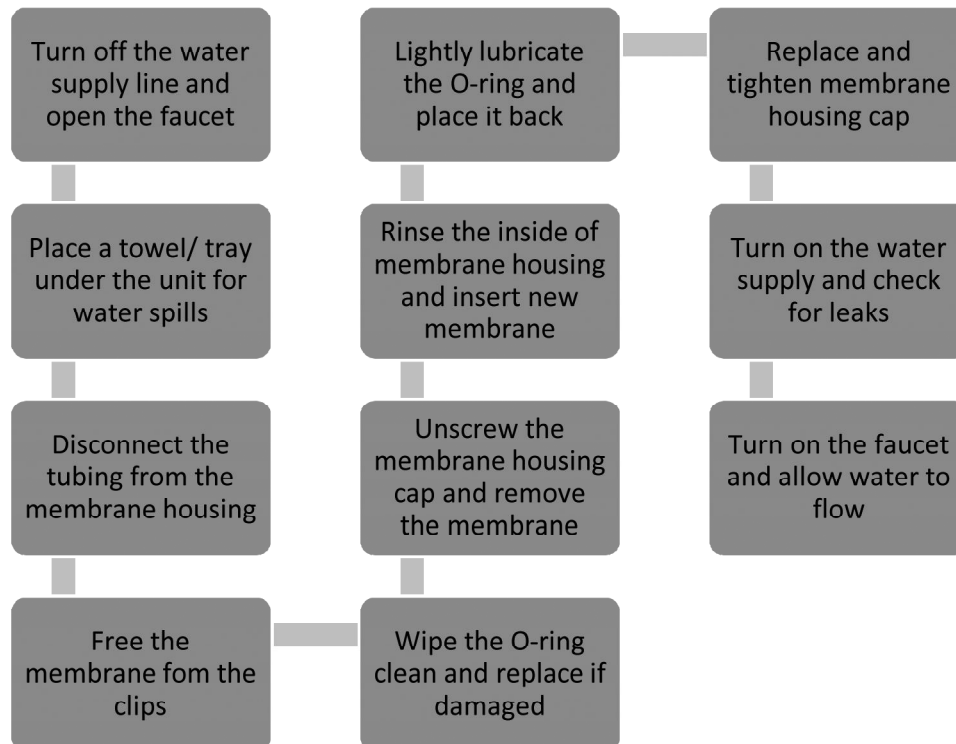 Turn off the water
supply line and
open the faucet
Place a towel/ tray
under the unit for
water spills
Disconnect the
tubing from the
membrane housing
Free the
membrane fom the
clips
Wipe the O-ring
clean and replace if
damaged
Unscrew the
membrane housing
cap and remove
the membrane
Rinse the inside of
membrane housing
and insert new
membrane
Lightly lubricate
the O-ring and
place it back
Replace and
tighten membrane
housing cap
Turn on the water
supply and check
for leaks
Turn on the faucet
and allow water to
flow